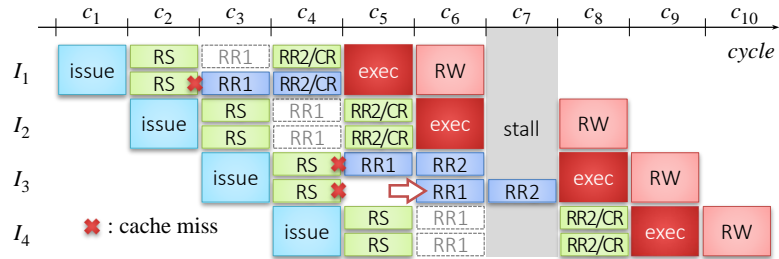 c1 c2 c3 c4 c5 c6 c7 c8 c9 c10
cycle
I1 issue RS RR1 RR2/CR exec RW
RS RR1 RR2/CR
I2 issue RS RR1 RR2/CR exec stall RW
RS RR1 RR2/CR
I3 issue RS RR1 RR2 exec RW
RS RR1 RR2
I4 issue RS RR1 RR2/CR exec RW
RS RR1 RR2/CR
: cache miss